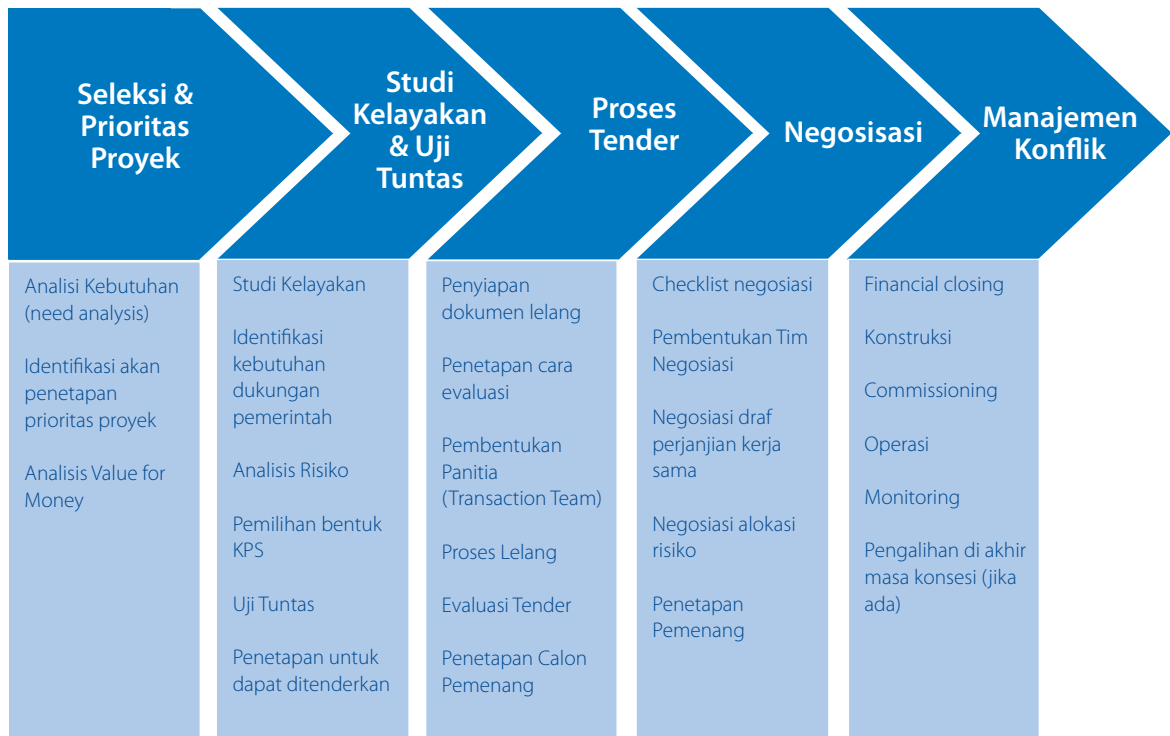 Seleksi &
Prioritas
Proyek
Studi
Kelayakan
& Uji
Tuntas
Proses
Tender
Negosisasi
Manajemen
Konflik
Analisi Kebutuhan
(need analysis)
Identifikasi akan
penetapan
prioritas proyek
Analisis Value for
Money
Studi Kelayakan
Identifikasi
kebutuhan
dukungan
pemerintah
Analisis Risiko
Pemilihan bentuk
KPS
Uji Tuntas
Penetapan untuk
dapat ditenderkan
Penyiapan
dokumen lelang
Penetapan cara
evaluasi
Pembentukan
Panitia
(Transaction Team)
Proses Lelang
Evaluasi Tender
Penetapan Calon
Pemenang
Checklist negosiasi
Pembentukan Tim
Negosiasi
Negosiasi draf
perjanjian kerja
sama
Negosiasi alokasi
risiko
Penetapan
Pemenang
Financial closing
Konstruksi
Commissioning
Operasi
Monitoring
Pengalihan di akhir
masa konsesi (jika
ada)